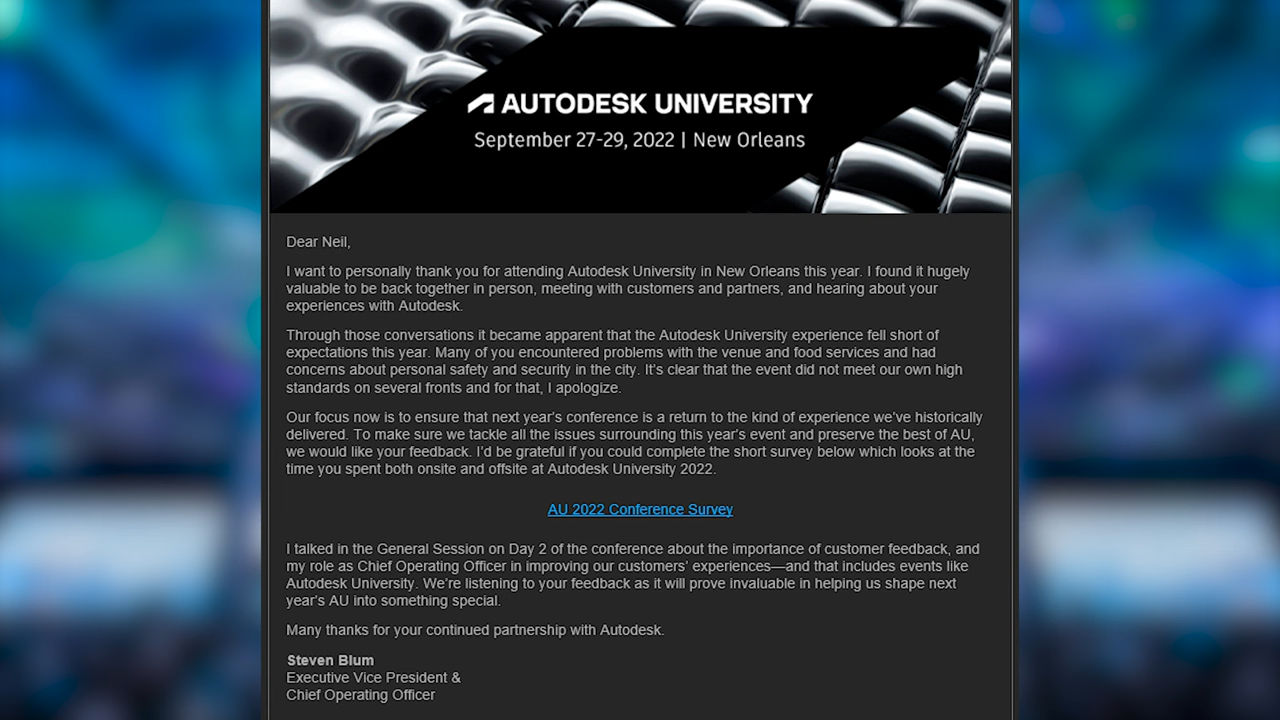 AUTODESK UNIVERSITY
September 27-29, 2022 | New Orleans
Dear Neil,
I want to personally thank you for attending Autodesk University in New Orleans this year. I found it hugely
valuable to be back together in person, meeting with customers and partners, and hearing about your
experiences with Autodesk.
Through those conversations it became apparent that the Autodesk University experience fell short of
expectations this year. Many of you encountered problems with the venue and food services and had
concerns about personal safety and security in the city. It’s clear that the event did not meet our own high
standards on several fronts and for that, I apologize.
Our focus now is to ensure that next year’s conference is a return to the kind of experience we’ve historically
delivered. To make sure we tackle all the issues surrounding this year’s event and preserve the best of AU,
we would like your feedback. I’d be grateful if you could complete the short survey below which looks at the
time you spent both onsite and offsite at Autodesk University 2022.
AU 2022 Conference Survey
I talked in the General Session on Day 2 of the conference about the importance of customer feedback, and
my role as Chief Operating Officer in improving our customers’ experiences—and that includes events like
Autodesk University. We’re listening to your feedback as it will prove invaluable in helping us shape next
year’s AU into something special.
Many thanks for your continued partnership with Autodesk.
Steven Blum
Executive Vice President &
Chief Operating Officer